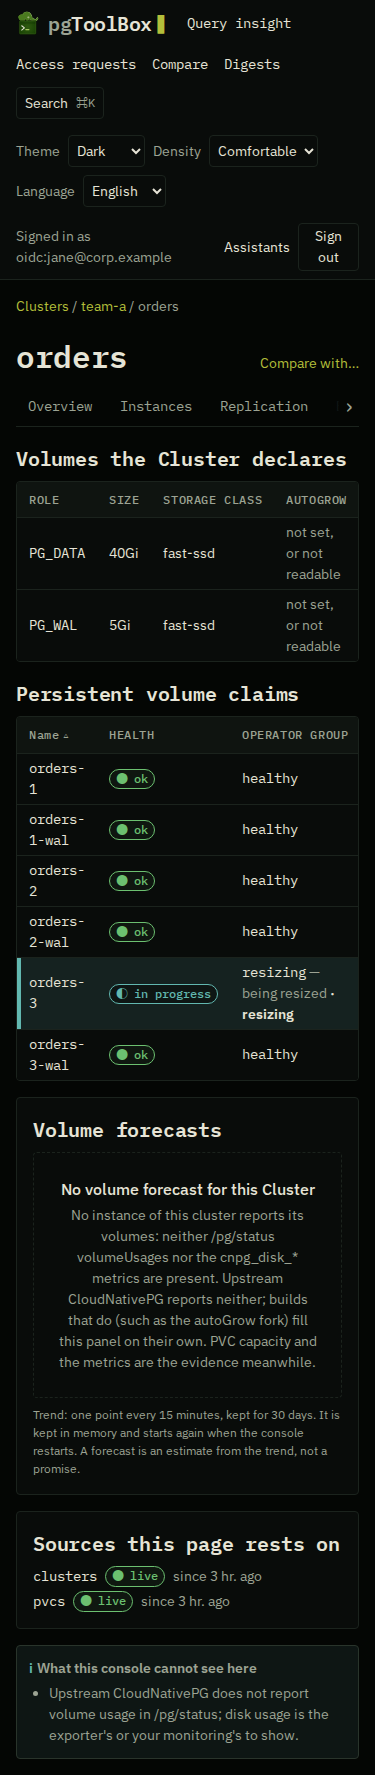 pgToolBox Query insight
Access requests Compare Digests
Search ⌘K
Theme Dark Density Comfortable
Language English
Signed in as
oidc:jane@corp.example
Assistants
Sign
out
Clusters / team-a / orders
orders
Compare with…
Overview Instances Replication ›
Volumes the Cluster declares
ROLE SIZE STORAGE CLASS AUTOGROW
PG_DATA 40Gi fast-ssd
not set,
or not
readable
PG_WAL 5Gi fast-ssd
not set,
or not
readable
Persistent volume claims
Name HEALTH OPERATOR GROUP
orders-
1
ok healthy
orders-
1-wal
ok healthy
orders-
2
ok healthy
orders-
2-wal
ok healthy
orders-
3
in progress
resizing —
being resized ·
resizing
orders-
3-wal
ok healthy
Volume forecasts
No volume forecast for this Cluster
No instance of this cluster reports its
volumes: neither /pg/status
volumeUsages nor the cnpg_disk_*
metrics are present. Upstream
CloudNativePG reports neither; builds
that do (such as the autoGrow fork) fill
this panel on their own. PVC capacity and
the metrics are the evidence meanwhile.
Trend: one point every 15 minutes, kept for 30 days. It is
kept in memory and starts again when the console
restarts. A forecast is an estimate from the trend, not a
promise.
Sources this page rests on
clusters live since 3 hr. ago
pvcs live since 3 hr. ago
i What this console cannot see here
• Upstream CloudNativePG does not report
volume usage in /pg/status; disk usage is the
exporter's or your monitoring's to show.